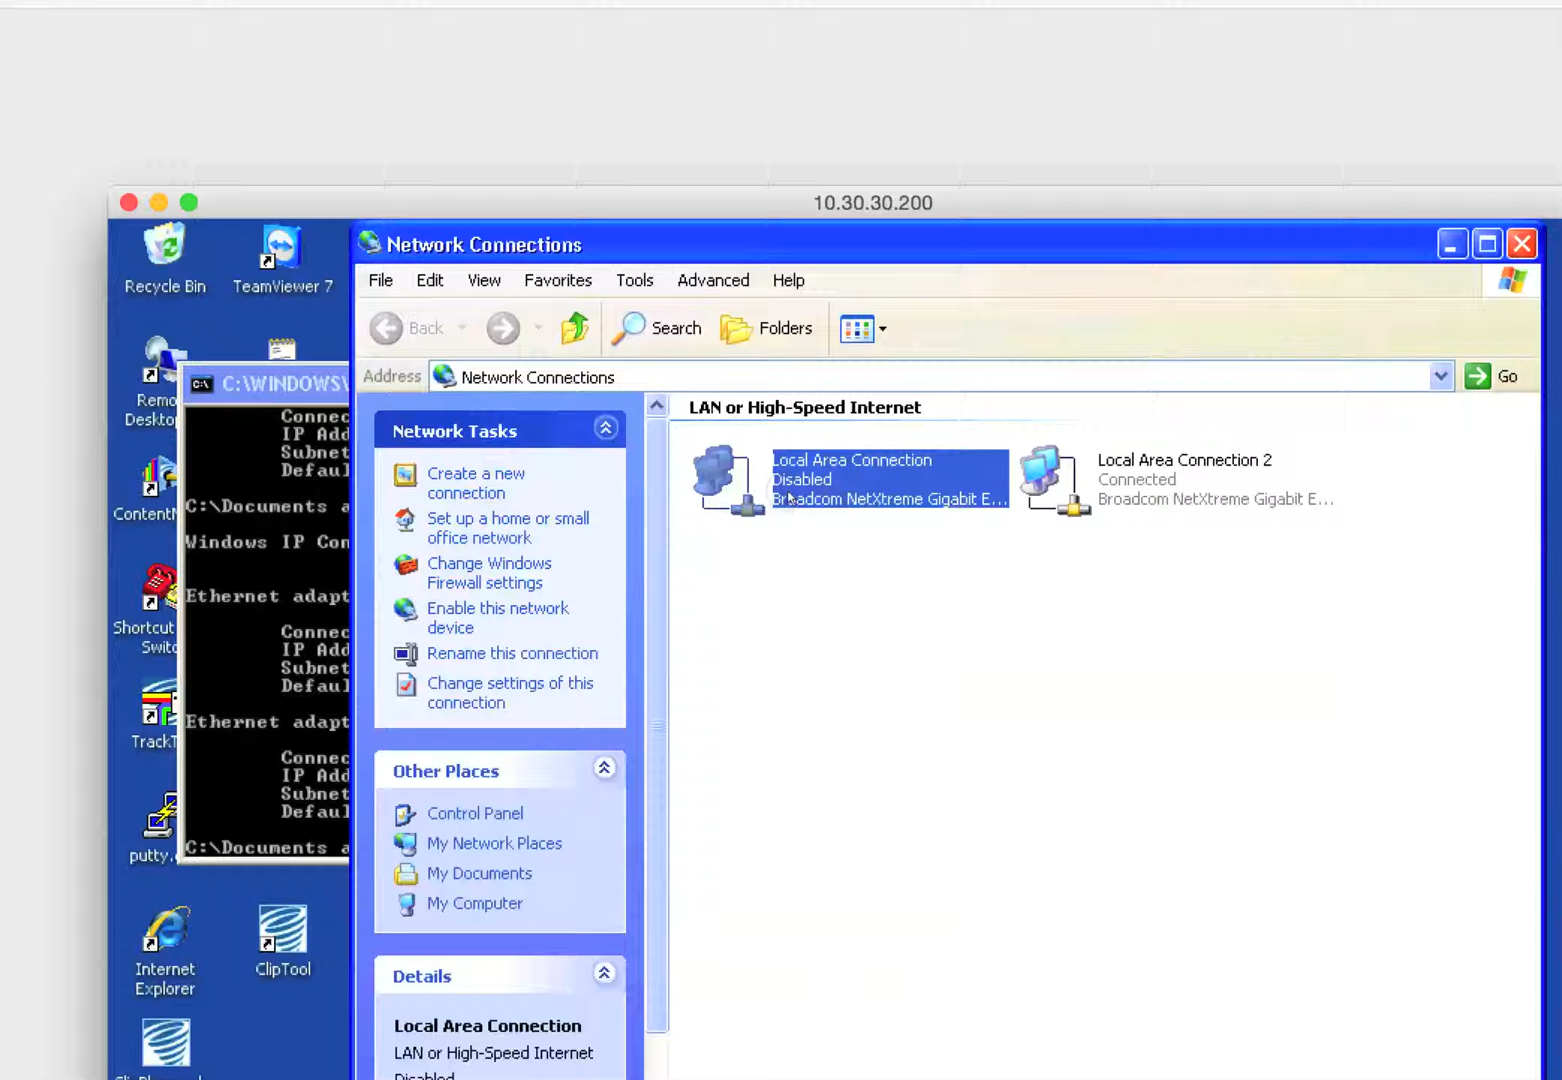 10.30.30.200
Recycle Bin
TeamViewer 7
Network Connections
File Edit View Favorites Tools Advanced Help
Back Search Folders
Address Network Connections Go
Remo
Desktop
C:\WINDOWS\
Connec
IP Add
Subnet
Defaul
C:\Documents a
Windows IP Con
Ethernet adapt
Connec
IP Add
Subnet
Defaul
Ethernet adapt
Connec
IP Add
Subnet
Defaul
C:\Documents a
Shortcut
Switc
TrackT
putty.
Internet
Explorer
ClipTool
Network Tasks
Create a new
connection
Set up a home or small
office network
Change Windows
Firewall settings
Enable this network
device
Rename this connection
Change settings of this
connection
Other Places
Control Panel
My Network Places
My Documents
My Computer
Details
Local Area Connection
LAN or High-Speed Internet
Disabled
LAN or High-Speed Internet
Local Area Connection
Disabled
Broadcom NetXtreme Gigabit E...
Local Area Connection 2
Connected
Broadcom NetXtreme Gigabit E...